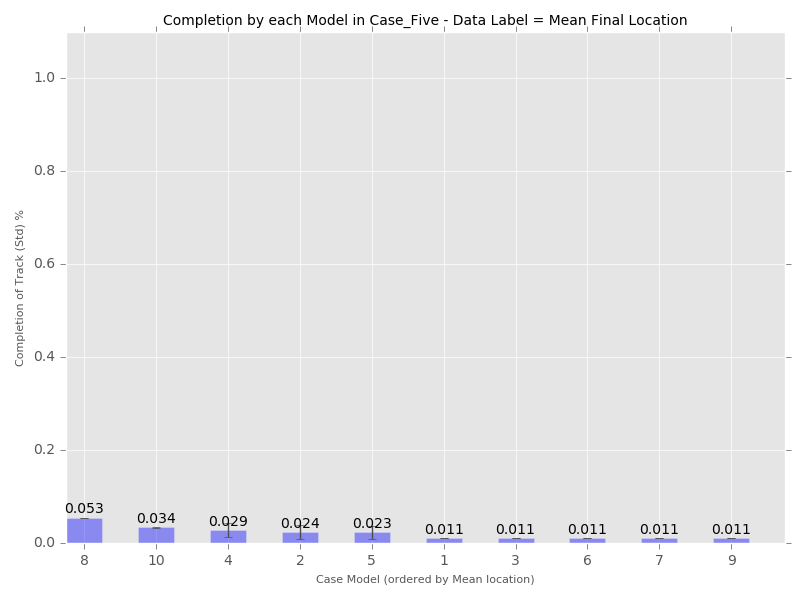 Completion by each Model in Case_Five - Data Label = Mean Final Location
Completion of Track (Std) %
1.0
0.8
0.6
0.4
0.2
0.0
0.053 0.034 0.029 0.024 0.023 0.011 0.011 0.011 0.011 0.011
8 10 4 2 5 1 3 6 7 9
Case Model (ordered by Mean location)